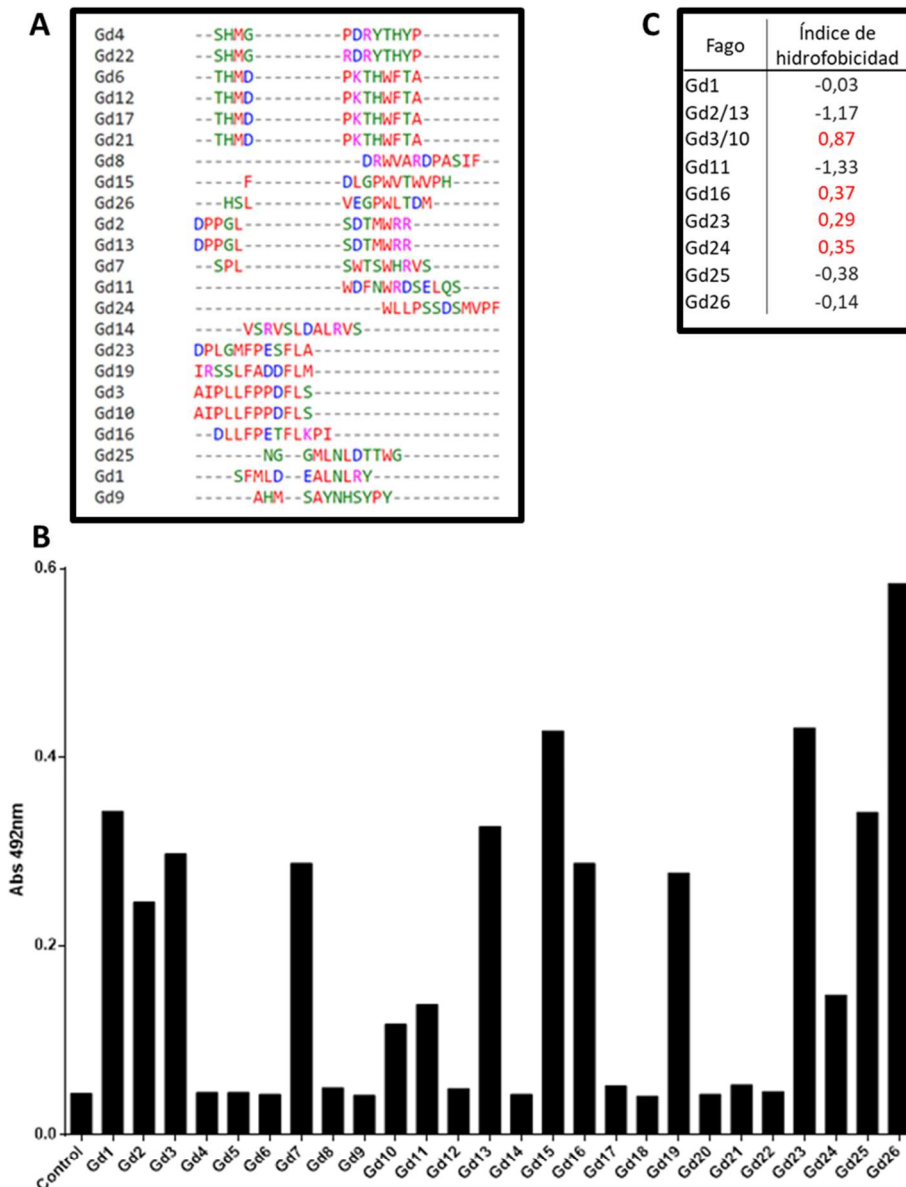 A
Gd4 --SHMG---------PDRYTHYP--------
Gd22 --SHMG---------RDRYTHYP--------
Gd6 --THMD---------PKTHWFTA--------
Gd12 --THMD---------PKTHWFTA--------
Gd17 --THMD---------PKTHWFTA--------
Gd21 --THMD---------PKTHWFTA--------
Gd8 -----------------DRWVARDPASIF--
Gd15 -----F---------DLGPWVTWVPH-----
Gd26 ---HSL---------VEGPWLTDM-------
Gd2 DPPGL----------SDTMWRR---------
Gd13 DPPGL----------SDTMWRR---------
Gd7 --SPL----------SWTSWHRVS-------
Gd11 ---------------WDFNWRDSELQS----
Gd24 -------------------WLLPSSDSMVPF
Gd14 -----VSRVSLDALRVS--------------
Gd23 DPLGMFPESFLA-------------------
Gd19 IRSSLFADDFLM-------------------
Gd3 AIPLLFPPDFLS-------------------
Gd10 AIPLLFPPDFLS-------------------
Gd16 --DLLFPETFLKPI-----------------
Gd25 -------NG--GMLNLDTTWG----------
Gd1 ----SFMLD--EALNLRY-------------
Gd9 ------AHM--SAYNHSYPY-----------
C
Fago Índice de
hidrofobicidad
Gd1 -0,03
Gd2/13 -1,17
Gd3/10 0,87
Gd11 -1,33
Gd16 0,37
Gd23 0,29
Gd24 0,35
Gd25 -0,38
Gd26 -0,14
B
Abs 492nm
0.6
0.4
0.2
0.0
Control Gd1 Gd2 Gd3 Gd4 Gd5 Gd6 Gd7 Gd8 Gd9 Gd10 Gd11 Gd12 Gd13 Gd14 Gd15 Gd16 Gd17 Gd18 Gd19 Gd20 Gd21 Gd22 Gd23 Gd24 Gd25 Gd26